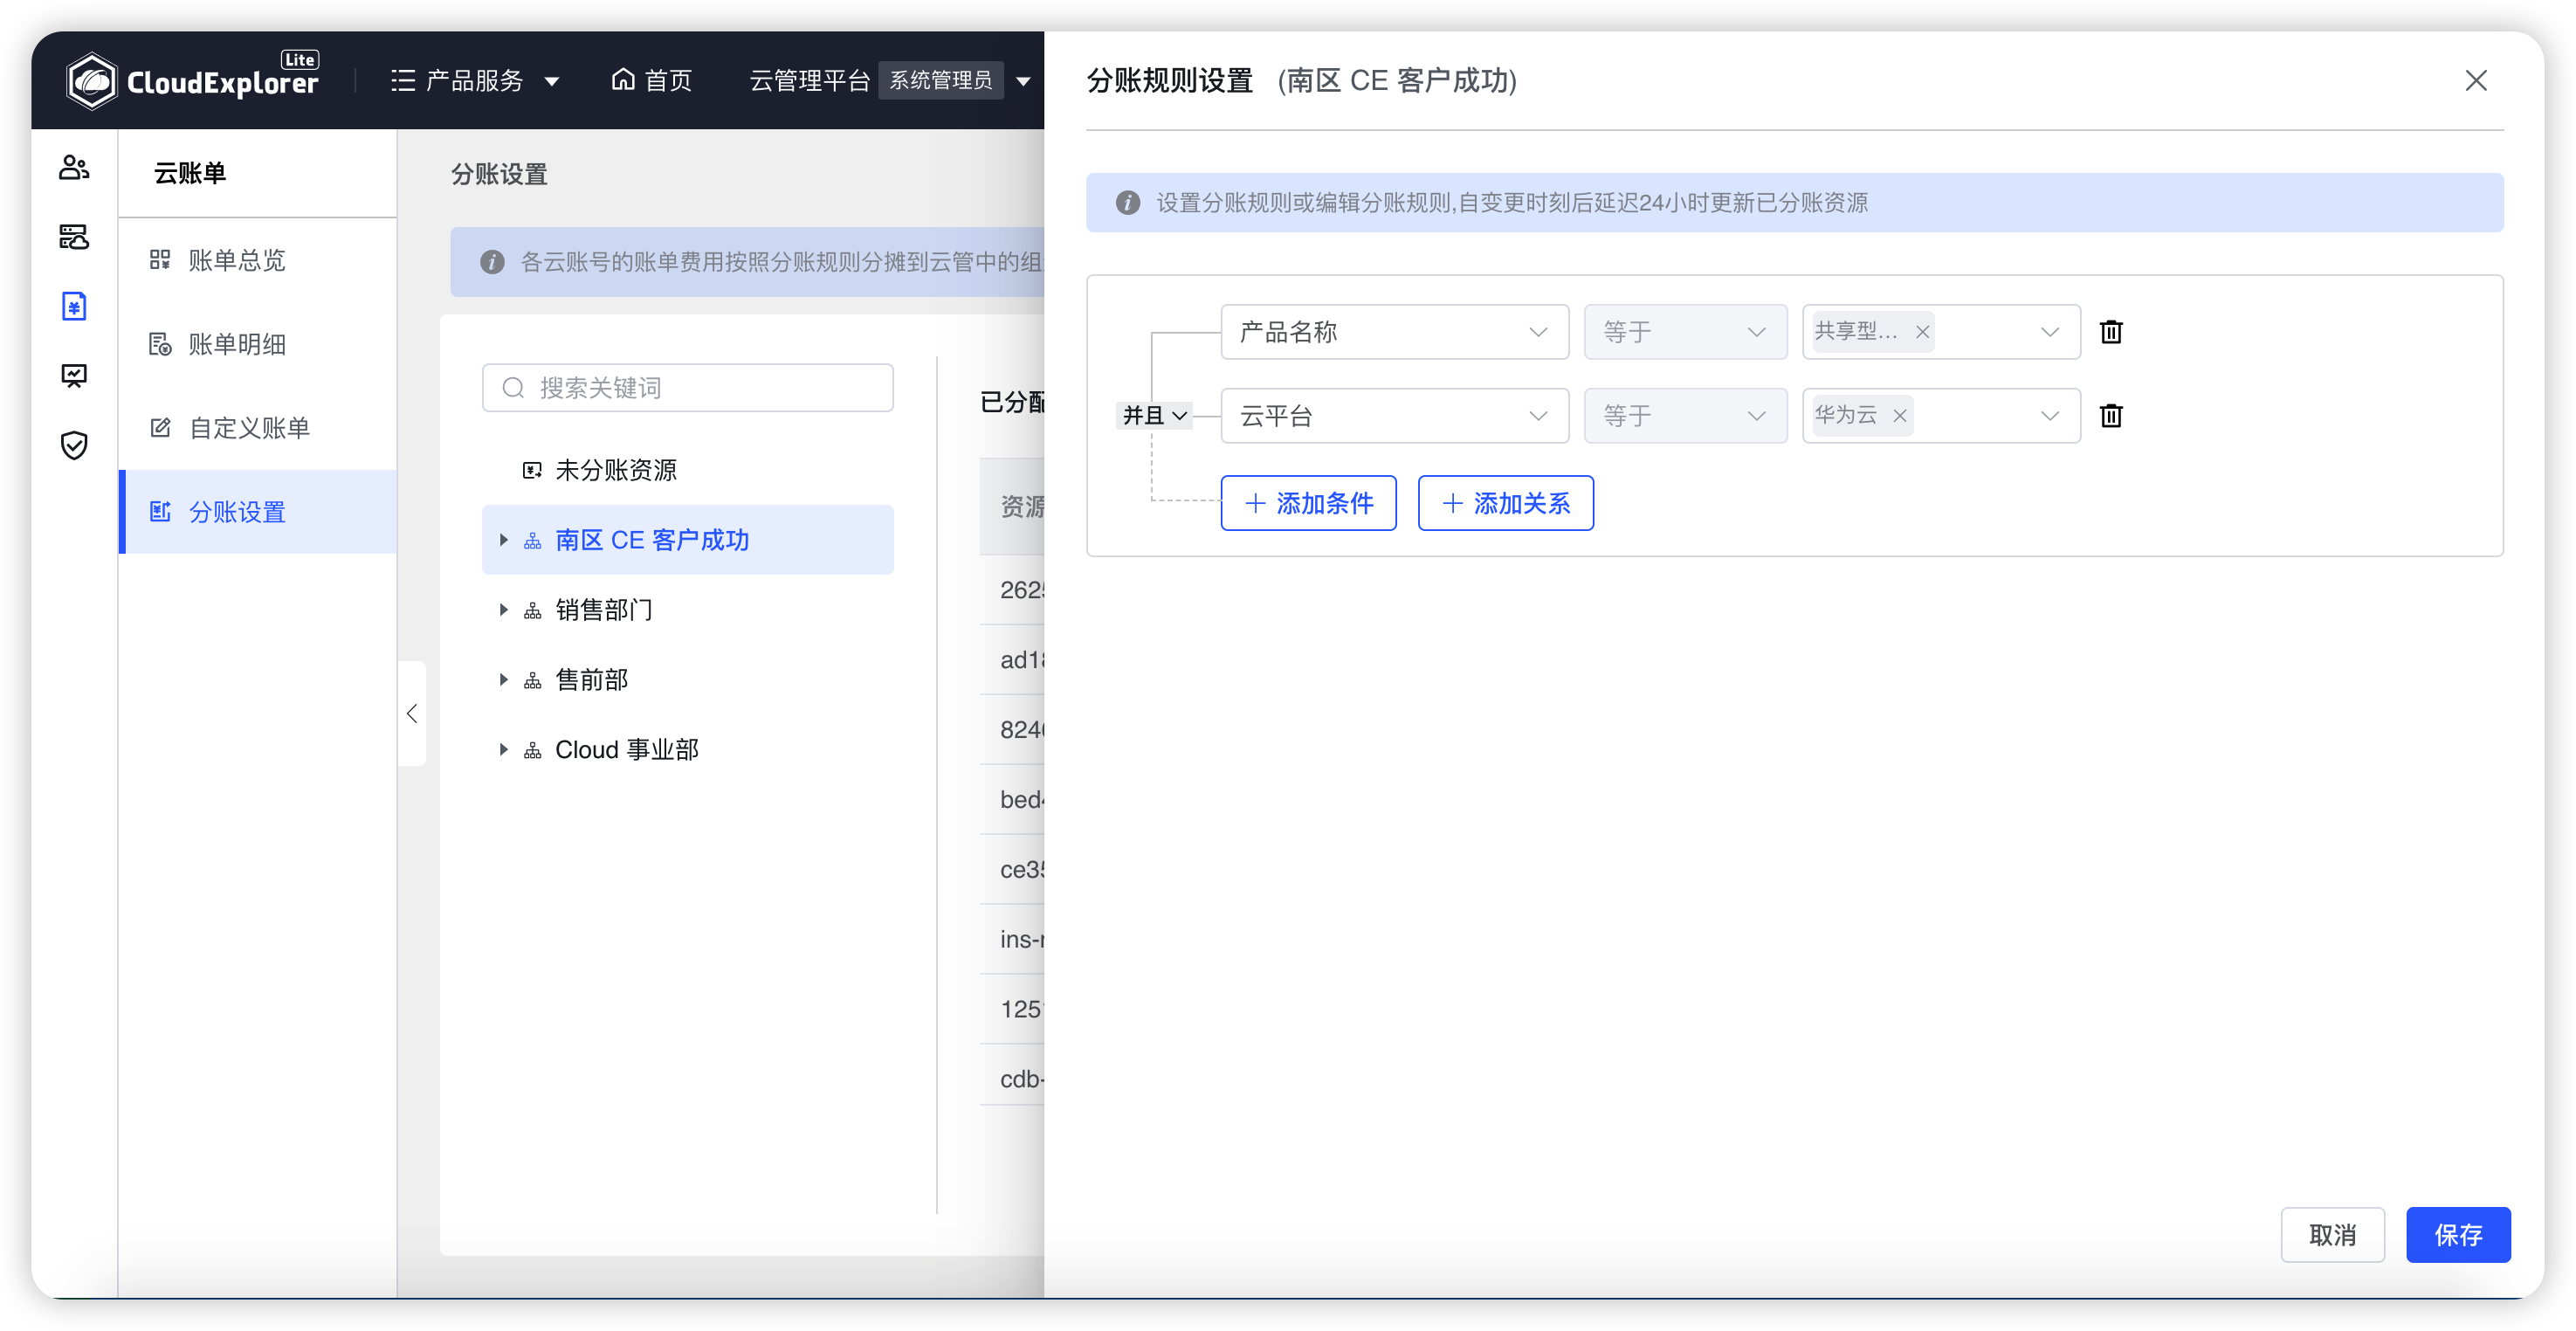 CloudExplorer Lite
产品服务
首页
云管理平台 系统管理员
云账单
账单总览
账单明细
自定义账单
分账设置
分账设置
各云账号的账单费用按照分账规则分摊到云管中的组
搜索关键词
未分账资源
南区 CE 客户成功
销售部门
售前部
Cloud 事业部
已分配
资源
2625
ad18
824
bed4
ce35
ins-
125
cdb-
分账规则设置 (南区 CE 客户成功)
设置分账规则或编辑分账规则,自变更时刻后延迟24小时更新已分账资源
产品名称 等于 共享型...
并且
云平台 等于 华为云
添加条件 添加关系
取消 保存